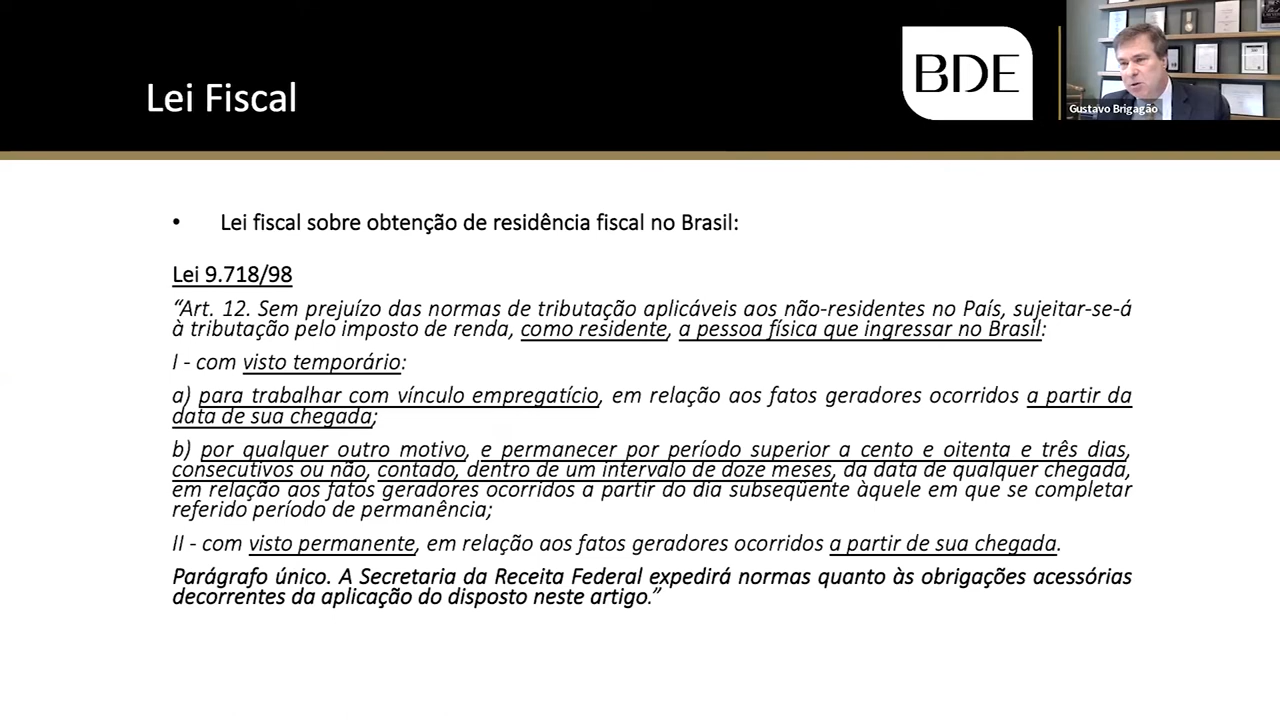 Lei Fiscal
BDE
Gustavo Brigagão
• Lei fiscal sobre obtenção de residência fiscal no Brasil:
Lei 9.718/98
“Art. 12. Sem prejuízo das normas de tributação aplicáveis aos não-residentes no País, sujeitar-se-á
à tributação pelo imposto de renda, como residente, a pessoa física que ingressar no Brasil:
I - com visto temporário:
a) para trabalhar com vínculo empregatício, em relação aos fatos geradores ocorridos a partir da
data de sua chegada;
b) por qualquer outro motivo, e permanecer por período superior a cento e oitenta e três dias,
consecutivos ou não, contado, dentro de um intervalo de doze meses, da data de qualquer chegada,
em relação aos fatos geradores ocorridos a partir do dia subseqüente àquele em que se completar
referido período de permanência;
II - com visto permanente, em relação aos fatos geradores ocorridos a partir de sua chegada.
Parágrafo único. A Secretaria da Receita Federal expedirá normas quanto às obrigações acessórias
decorrentes da aplicação do disposto neste artigo.”